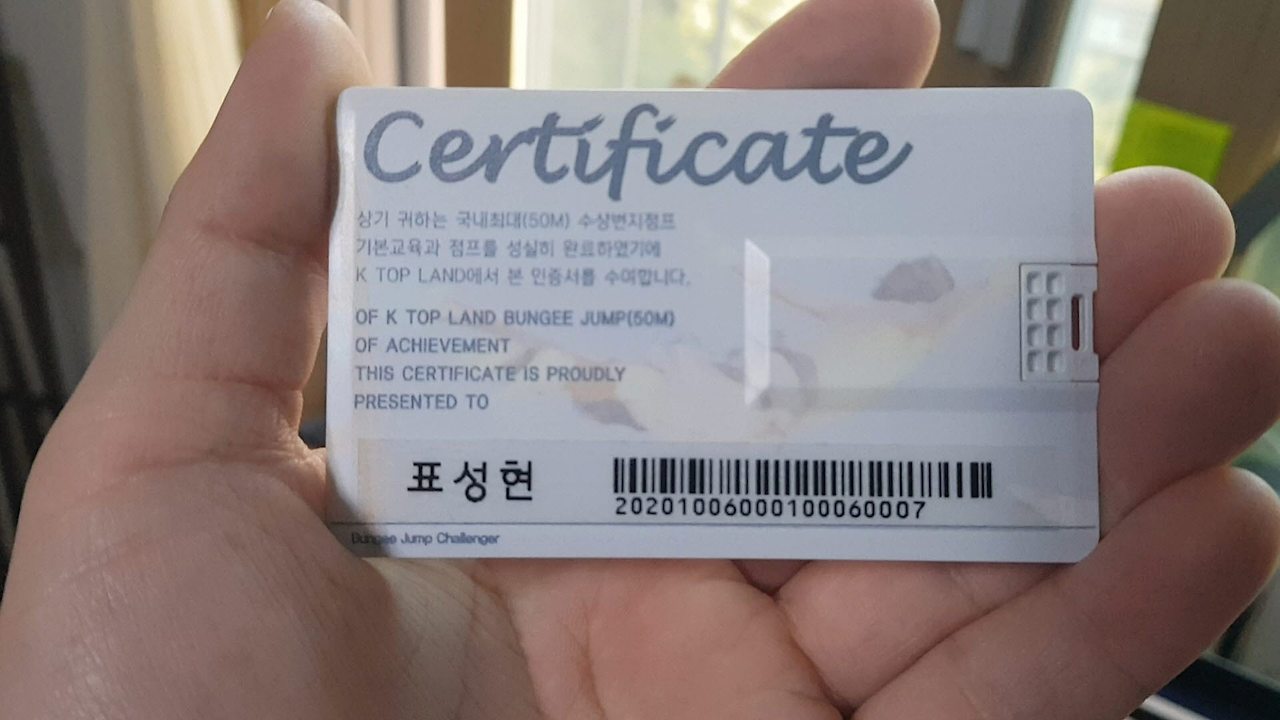 Certificate
상기 귀하는 국내최대(50M) 수상번지점프
기본교육과 점프를 성실히 완료하였기에
K TOP LAND에서 본 인증서를 수여합니다.
OF K TOP LAND BUNGEE JUMP(50M)
OF ACHIEVEMENT
THIS CERTIFICATE IS PROUDLY
PRESENTED TO
표성현
20201006000100060007
Bungee Jump Challenger